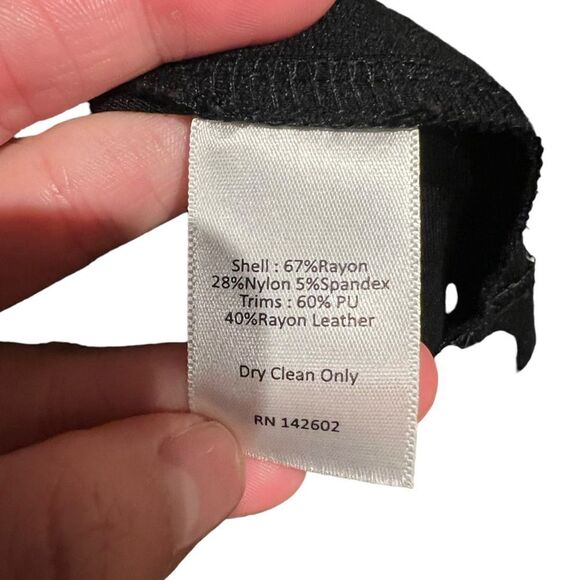 Shell : 67%Rayon
28%Nylon 5%Spandex
Trims : 60% PU
40%Rayon Leather
Dry Clean Only
RN 142602